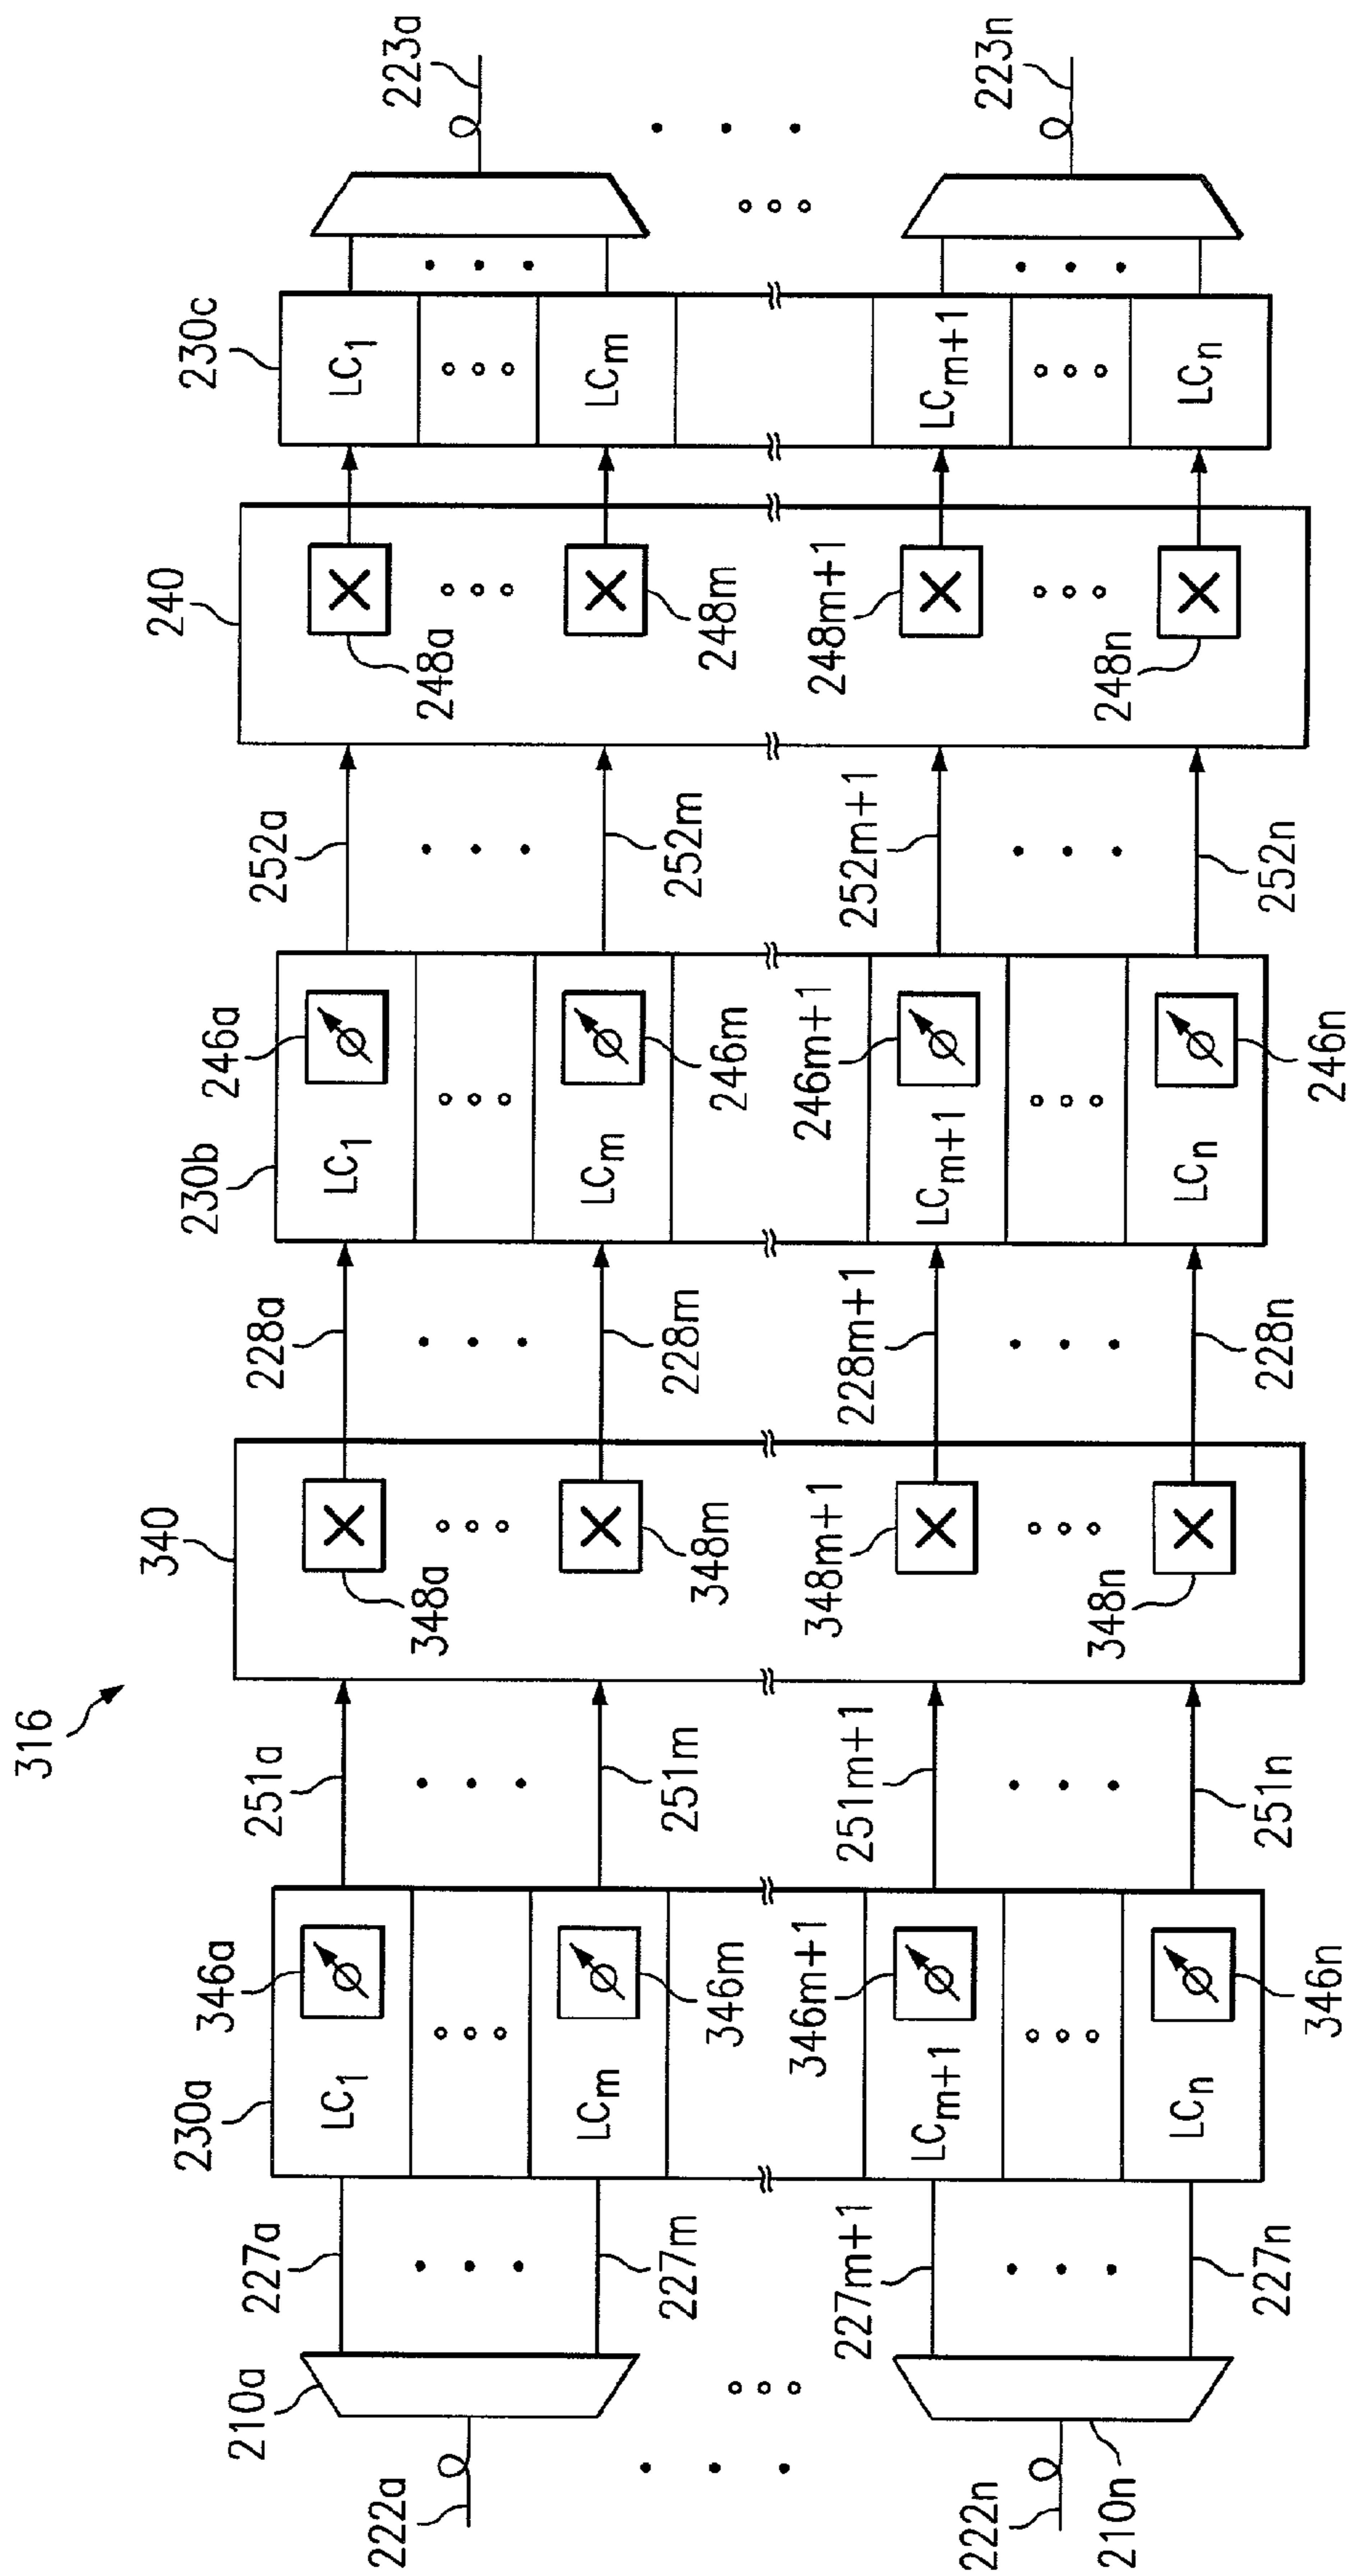 316
222a
210a
227a
227m
222n
210n
227m+1
227n
230a
LC1
346a
LCm
346m
LCm+1
346m+1
LCn
346n
251a
251m
251m+1
251n
340
348a
348m
348m+1
348n
228a
228m
228m+1
228n
230b
LC1
246a
LCm
246m
LCm+1
246m+1
LCn
246n
252a
252m
252m+1
252n
240
248a
248m
248m+1
248n
230c
LC1
LCm
LCm+1
LCn
223a
223n